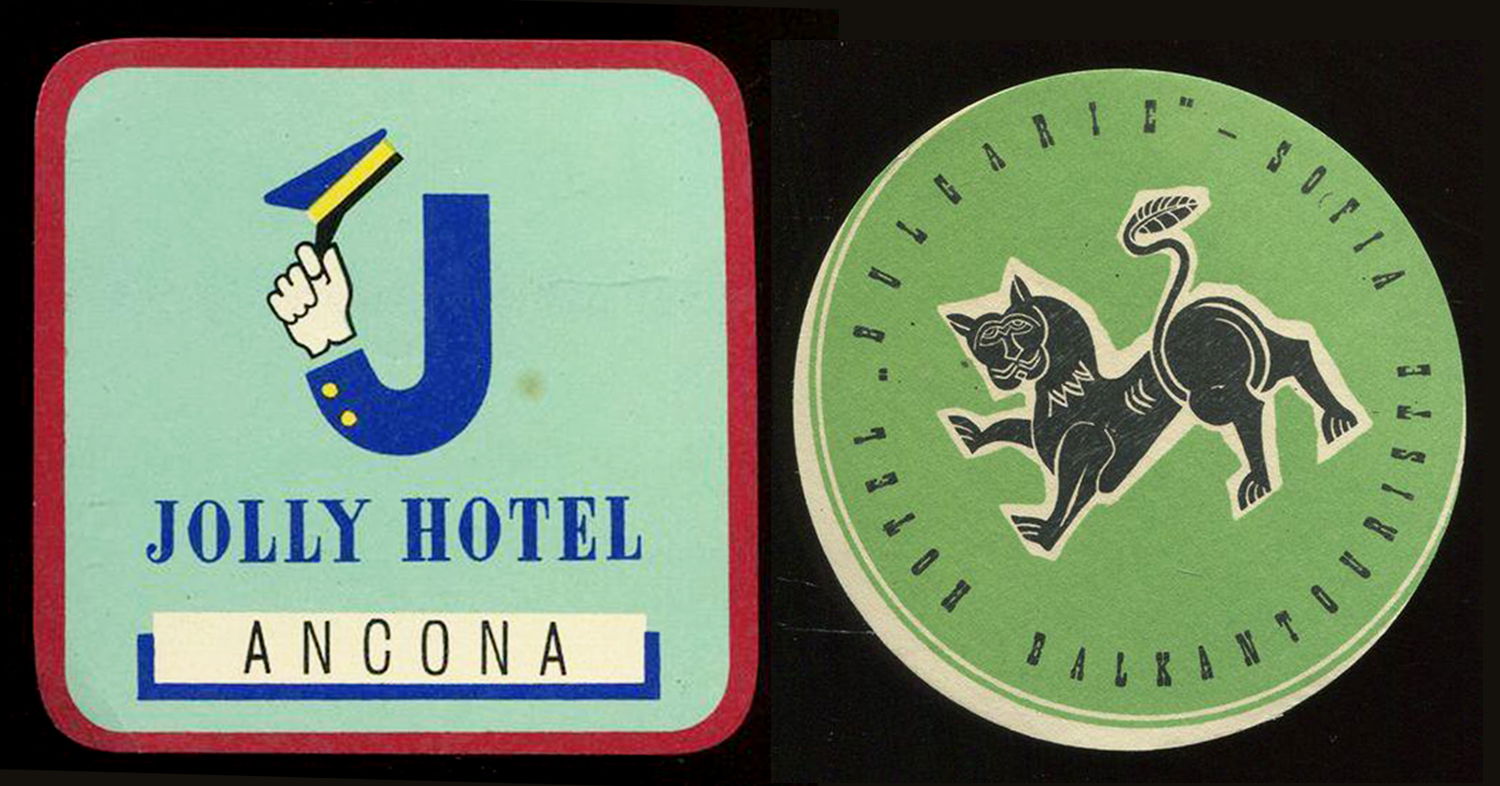 J
JOLLY HOTEL
ANCONA
HOTEL „BULGARIE" – SOFIA
BALKANTOURISTE